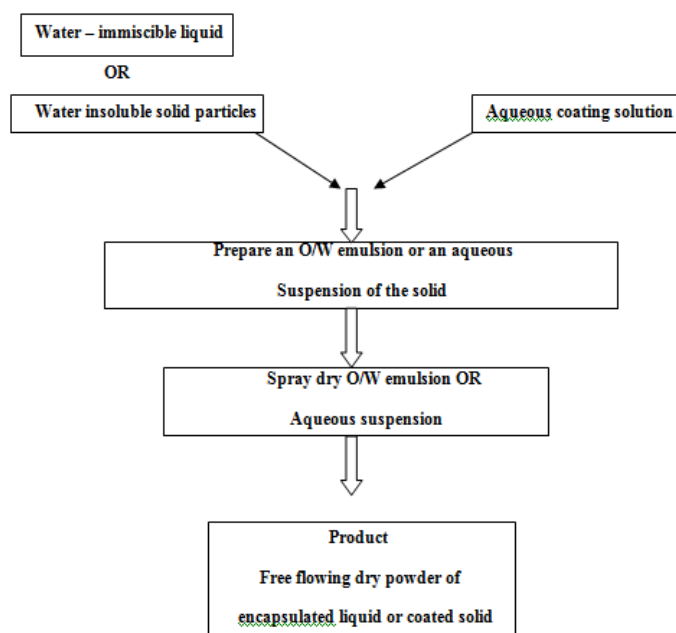 Water – immiscible liquid
OR
Water insoluble solid particles
Aqueous coating solution
Prepare an O/W emulsion or an aqueous
Suspension of the solid
Spray dry O/W emulsion OR
Aqueous suspension
Product
Free flowing dry powder of
encapsulated liquid or coated solid